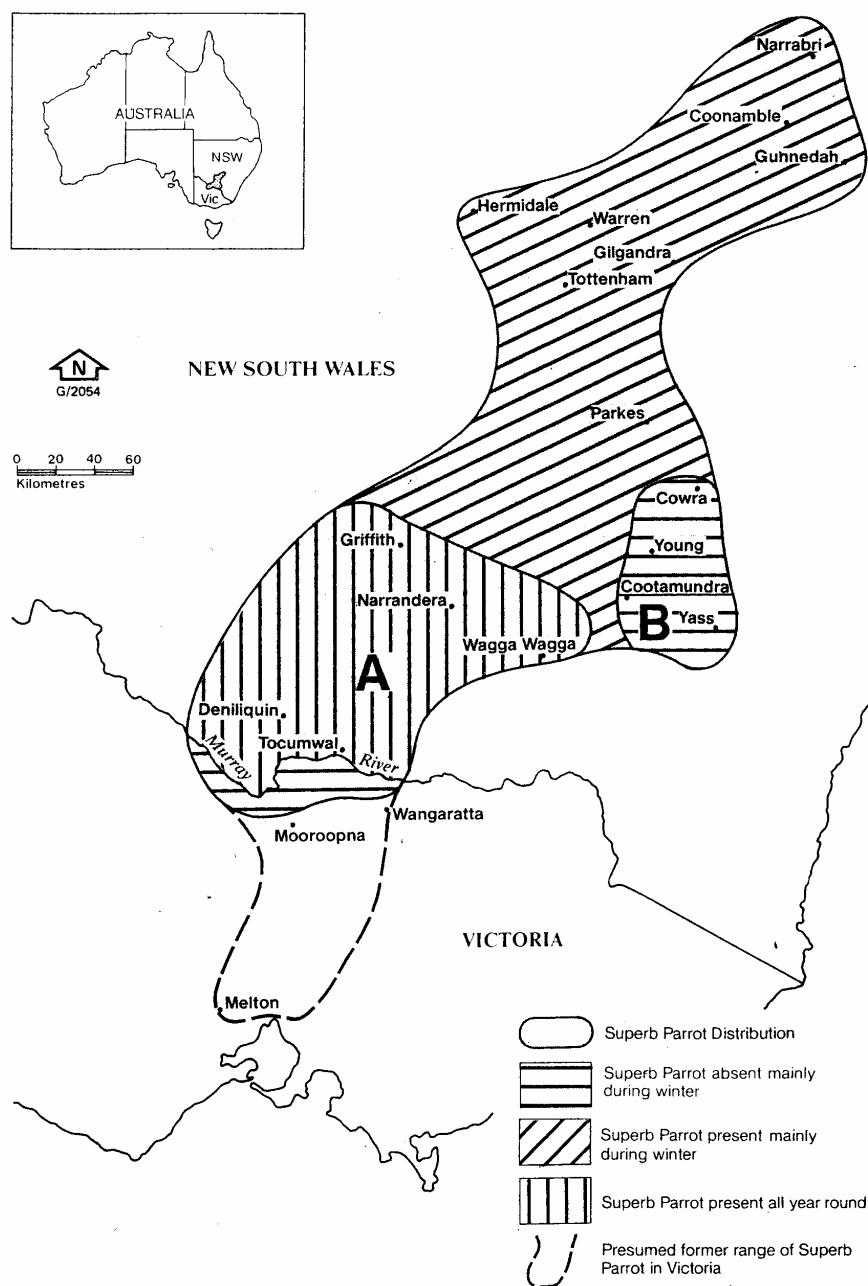 AUSTRALIA
NSW
Vic
Narrabri
Coonamble
Guhnedah
Hermidale
Warren
Gilgandra
Tottenham
N
G/2054
NEW SOUTH WALES
Parkes
0 20 40 60
Kilometres
Cowra
Griffith
Young
Narrandera
Cootamundra
B
Yass
Wagga Wagga
A
Deniliquin
Tocumwal
Murray River
Wangaratta
Mooroopna
VICTORIA
Melton
Superb Parrot Distribution
Superb Parrot absent mainly
during winter
Superb Parrot present mainly
during winter
Superb Parrot present all year round
Presumed former range of Superb
Parrot in Victoria